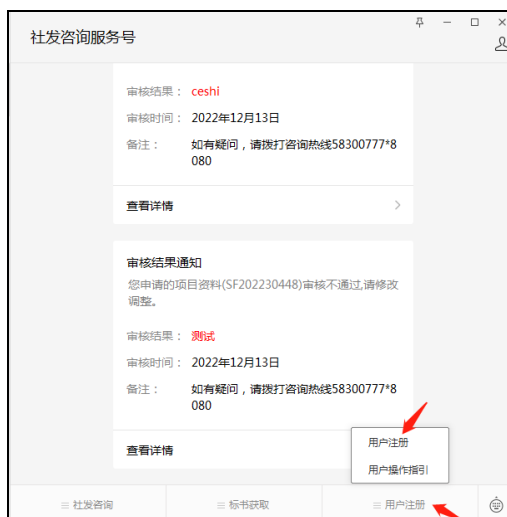 社发咨询服务号
审核结果： ceshi
审核时间： 2022年12月13日
备注： 如有疑问，请拨打咨询热线58300777*8
080
查看详情
审核结果通知
您申请的项目资料(SF202230448)审核不通过,请修改
调整。
审核结果： 测试
审核时间： 2022年12月13日
备注： 如有疑问，请拨打咨询热线58300777*8
080
查看详情
用户注册
用户操作指引
社发咨询
标书获取
用户注册